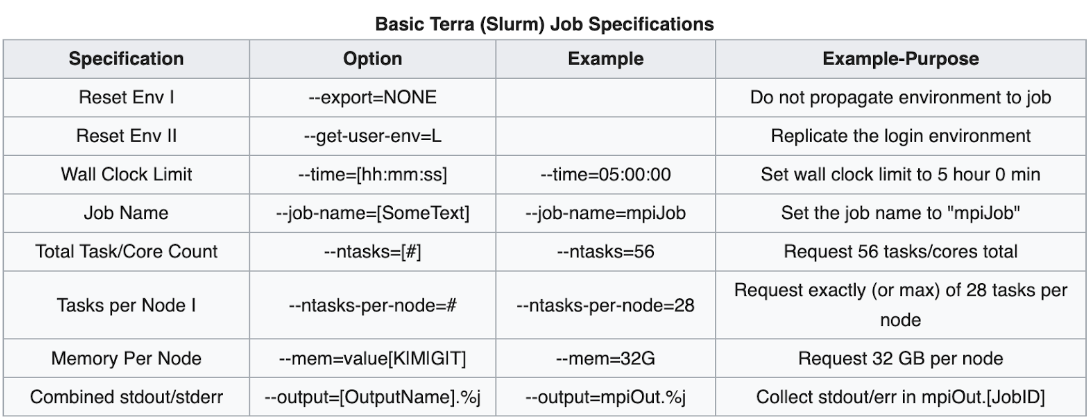 Basic Terra (Slurm) Job Specifications
Specification Option Example Example-Purpose
Reset Env I --export=NONE Do not propagate environment to job
Reset Env II --get-user-env=L Replicate the login environment
Wall Clock Limit --time=[hh:mm:ss] --time=05:00:00 Set wall clock limit to 5 hour 0 min
Job Name --job-name=[SomeText] --job-name=mpiJob Set the job name to "mpiJob"
Total Task/Core Count --ntasks=[#] --ntasks=56 Request 56 tasks/cores total
Tasks per Node I --ntasks-per-node=# --ntasks-per-node=28 Request exactly (or max) of 28 tasks per
node
Memory Per Node --mem=value[K|M|G|T] --mem=32G Request 32 GB per node
Combined stdout/stderr --output=[OutputName].%j --output=mpiOut.%j Collect stdout/err in mpiOut.[JobID]